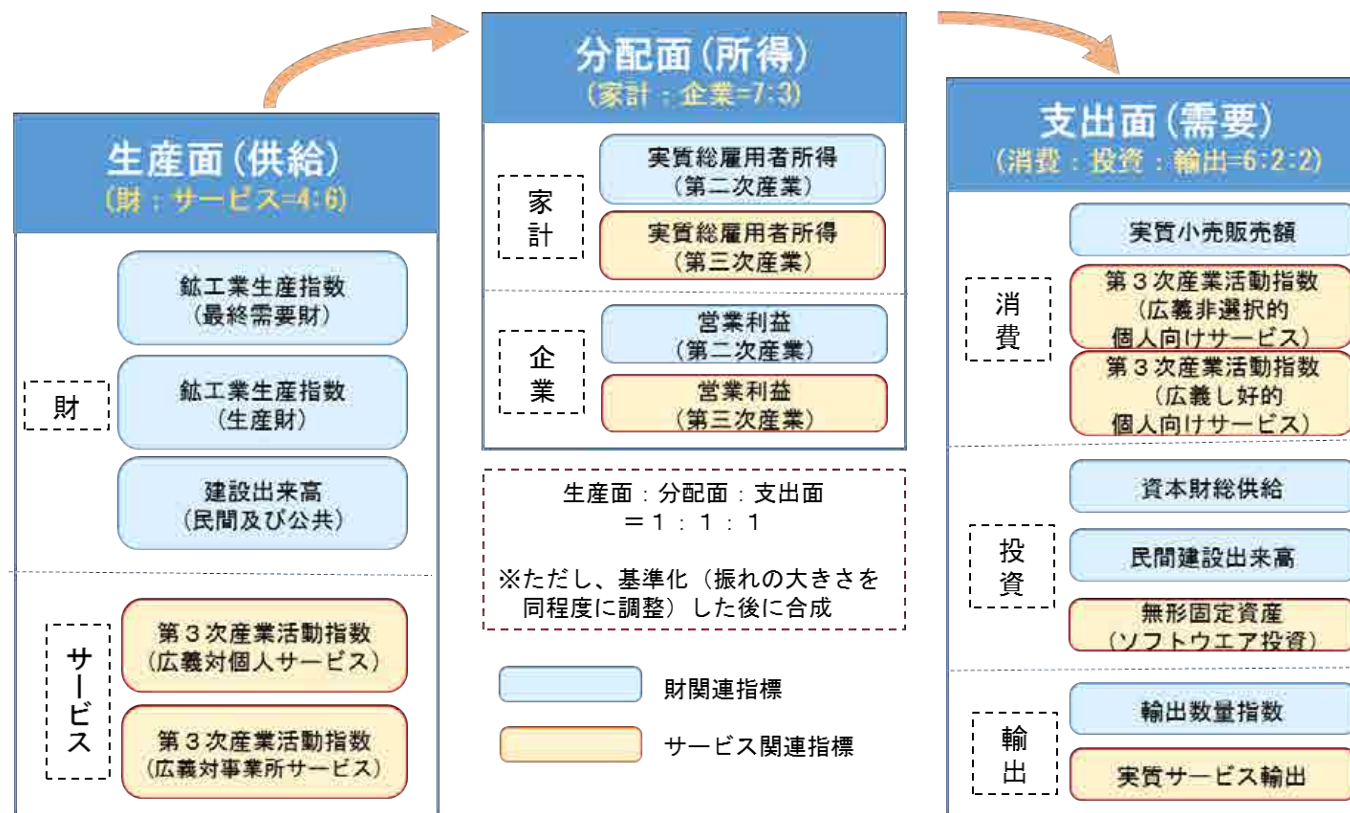 生産面(供給)
(財：サービス=4:6)
財
鉱工業生産指数
(最終需要財)
鉱工業生産指数
(生産財)
建設出来高
(民間及び公共)
サービス
第３次産業活動指数
(広義対個人サービス)
第３次産業活動指数
(広義対事業所サービス)
分配面(所得)
(家計：企業=7:3)
家計
実質総雇用者所得
(第二次産業)
実質総雇用者所得
(第三次産業)
企業
営業利益
(第二次産業)
営業利益
(第三次産業)
生産面：分配面：支出面
＝１：１：１
※ただし、基準化（振れの大きさを
同程度に調整）した後に合成
財関連指標
サービス関連指標
支出面(需要)
(消費：投資：輸出=6:2:2)
消費
実質小売販売額
第３次産業活動指数
(広義非選択的
個人向けサービス)
第３次産業活動指数
(広義し好的
個人向けサービス)
投資
資本財総供給
民間建設出来高
無形固定資産
(ソフトウエア投資)
輸出
輸出数量指数
実質サービス輸出